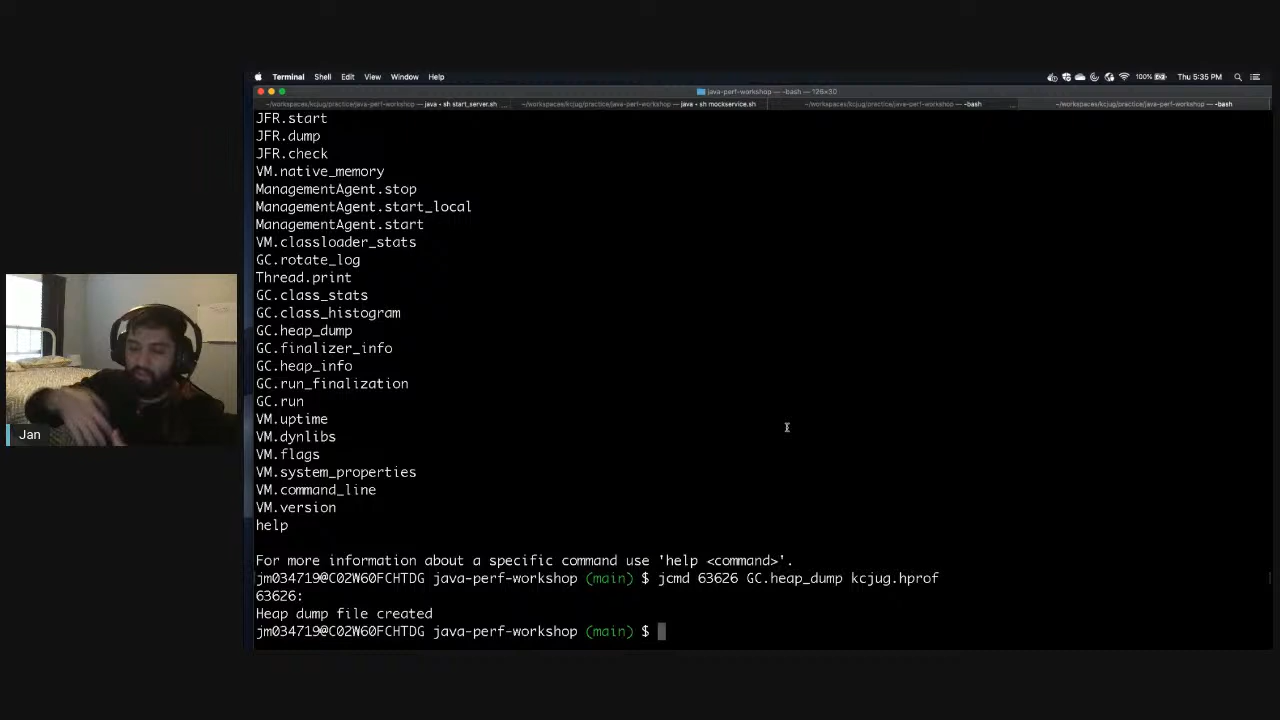 Terminal Shell Edit View Window Help 100% Thu 5:35 PM
java-perf-workshop — -bash — 126×30
~/workspaces/kcjug/practice/java-perf-workshop — java ◂ sh start_server.sh ... ~/workspaces/kcjug/practice/java-perf-workshop — java ◂ sh mockservice.sh ~/workspaces/kcjug/practice/java-perf-workshop — -bash ... ~/workspaces/kcjug/practice/java-perf-workshop — -bash
JFR.start
JFR.dump
JFR.check
VM.native_memory
ManagementAgent.stop
ManagementAgent.start_local
ManagementAgent.start
VM.classloader_stats
GC.rotate_log
Thread.print
GC.class_stats
GC.class_histogram
GC.heap_dump
GC.finalizer_info
GC.heap_info
GC.run_finalization
GC.run
VM.uptime
VM.dynlibs
VM.flags
VM.system_properties
VM.command_line
VM.version
help
For more information about a specific command use 'help <command>'.
jm034719@C02W60FCHTDG java-perf-workshop (main) $ jcmd 63626 GC.heap_dump kcjug.hprof
63626:
Heap dump file created
jm034719@C02W60FCHTDG java-perf-workshop (main) $
Jan